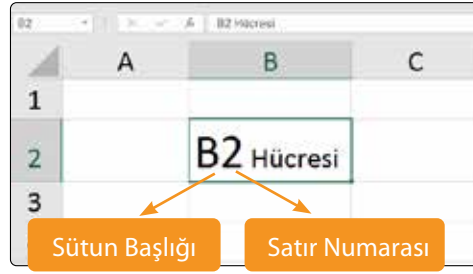 B2 B2 Hücresi
A B C
1
2 B2 Hücresi
3
Sütun Başlığı Satır Numarası